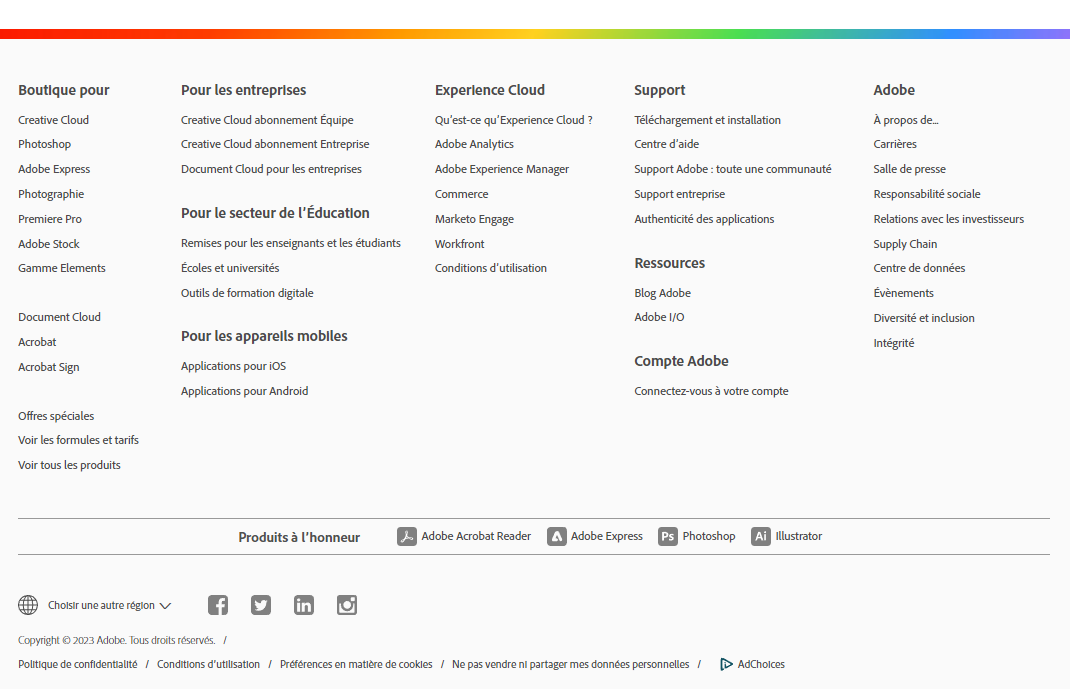 Boutique pour
Creative Cloud
Photoshop
Adobe Express
Photographie
Premiere Pro
Adobe Stock
Gamme Elements
Document Cloud
Acrobat
Acrobat Sign
Offres spéciales
Voir les formules et tarifs
Voir tous les produits
Pour les entreprises
Creative Cloud abonnement Équipe
Creative Cloud abonnement Entreprise
Document Cloud pour les entreprises
Pour le secteur de l’Éducation
Remises pour les enseignants et les étudiants
Écoles et universités
Outils de formation digitale
Pour les appareils mobiles
Applications pour iOS
Applications pour Android
Experience Cloud
Qu’est-ce qu’Experience Cloud ?
Adobe Analytics
Adobe Experience Manager
Commerce
Marketo Engage
Workfront
Conditions d’utilisation
Support
Téléchargement et installation
Centre d’aide
Support Adobe : toute une communauté
Support entreprise
Authenticité des applications
Ressources
Blog Adobe
Adobe I/O
Compte Adobe
Connectez-vous à votre compte
Adobe
À propos de...
Carrières
Salle de presse
Responsabilité sociale
Relations avec les investisseurs
Supply Chain
Centre de données
Évènements
Diversité et inclusion
Intégrité
Produits à l’honneur Adobe Acrobat Reader Adobe Express Ps Photoshop Ai Illustrator
Choisir une autre région
Copyright © 2023 Adobe. Tous droits réservés. /
Politique de confidentialité / Conditions d’utilisation / Préférences en matière de cookies / Ne pas vendre ni partager mes données personnelles / AdChoices